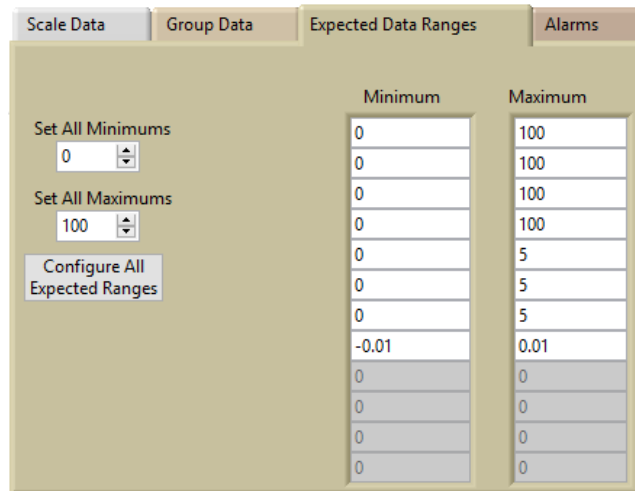 Scale Data Group Data Expected Data Ranges Alarms
Minimum Maximum
Set All Minimums
0
Set All Maximums
100
Configure All
Expected Ranges
0 100
0 100
0 100
0 100
0 5
0 5
0 5
-0.01 0.01
0 0
0 0
0 0
0 0